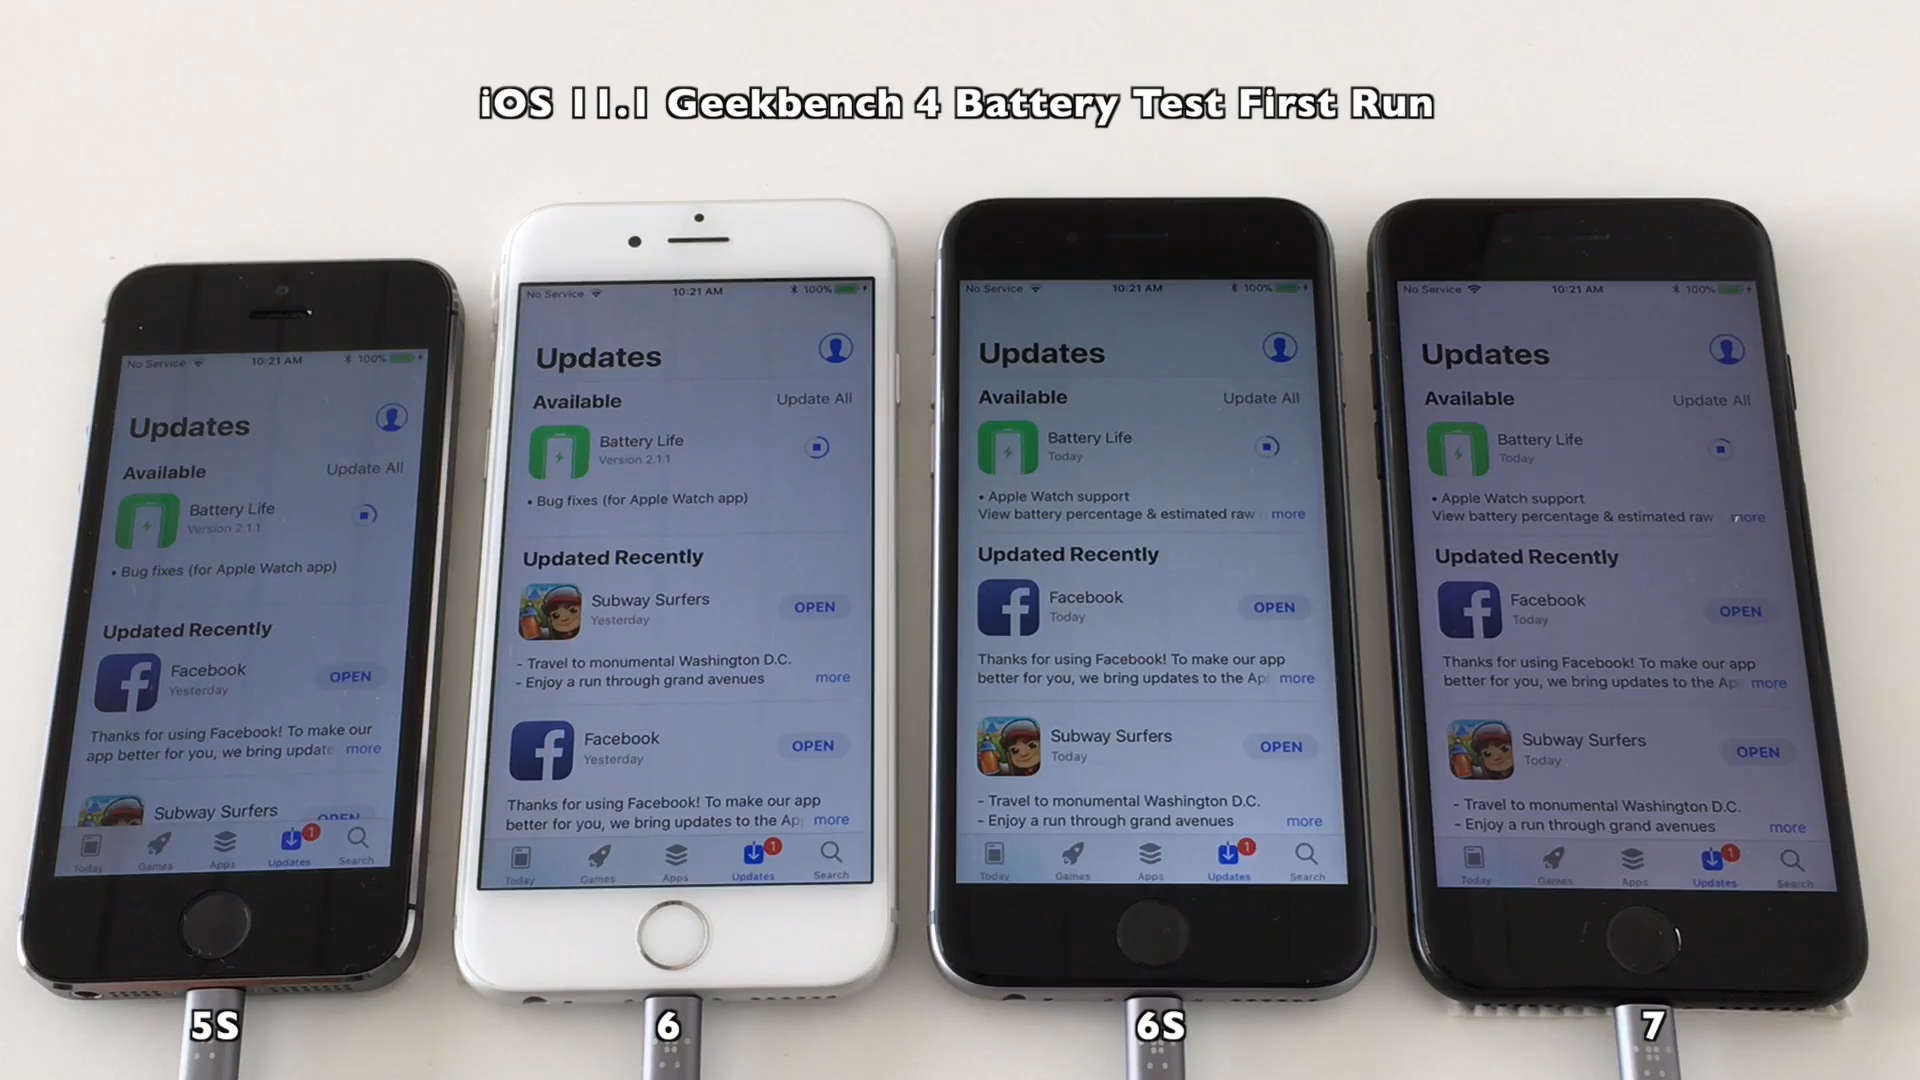 iOS 11.1 Geekbench 4 Battery Test First Run
No Service 10:21 AM 100%
Updates
Available Update All
Battery Life
Version 2.1.1
• Bug fixes (for Apple Watch app)
Updated Recently
Facebook
Yesterday
OPEN
Thanks for using Facebook! To make our
app better for you, we bring update more
Subway Surfers
OPEN
1
Today Games Apps Updates Search
5S
No Service 10:21 AM 100%
Updates
Available Update All
Battery Life
Version 2.1.1
• Bug fixes (for Apple Watch app)
Updated Recently
Subway Surfers
Yesterday
OPEN
- Travel to monumental Washington D.C.
- Enjoy a run through grand avenues more
Facebook
Yesterday
OPEN
Thanks for using Facebook! To make our app
better for you, we bring updates to the Ap more
1
Today Games Apps Updates Search
6
No Service 10:21 AM 100%
Updates
Available Update All
Battery Life
Today
• Apple Watch support
View battery percentage & estimated raw more
Updated Recently
Facebook
Today
OPEN
Thanks for using Facebook! To make our app
better for you, we bring updates to the Ap more
Subway Surfers
Today
OPEN
- Travel to monumental Washington D.C.
- Enjoy a run through grand avenues more
1
Today Games Apps Updates Search
6S
No Service 10:21 AM 100%
Updates
Available Update All
Battery Life
Today
• Apple Watch support
View battery percentage & estimated raw more
Updated Recently
Facebook
Today
OPEN
Thanks for using Facebook! To make our app
better for you, we bring updates to the Ap more
Subway Surfers
Today
OPEN
- Travel to monumental Washington D.C.
- Enjoy a run through grand avenues more
1
Today Games Apps Updates Search
7